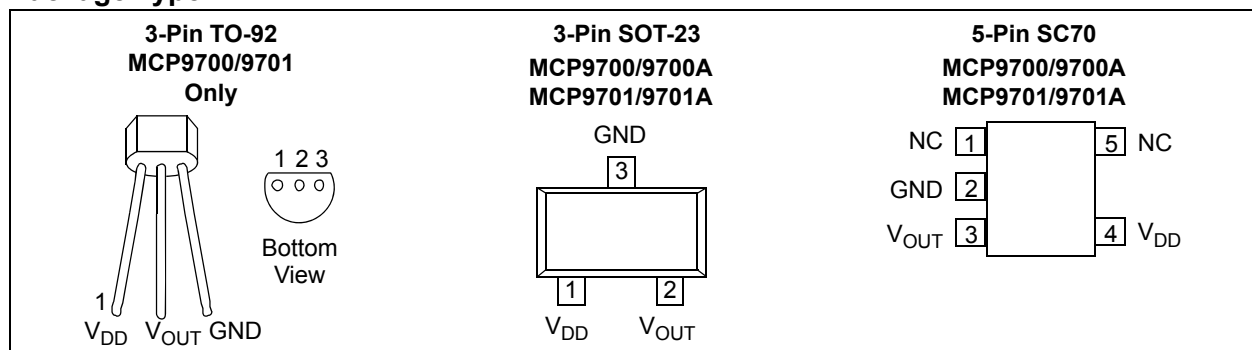 3-Pin TO-92
MCP9700/9701
Only
1 2 3
Bottom
View
1
VDD VOUT GND
3-Pin SOT-23
MCP9700/9700A
MCP9701/9701A
GND
3
1 2
VDD VOUT
5-Pin SC70
MCP9700/9700A
MCP9701/9701A
NC 1 5 NC
GND 2
VOUT 3 4 VDD